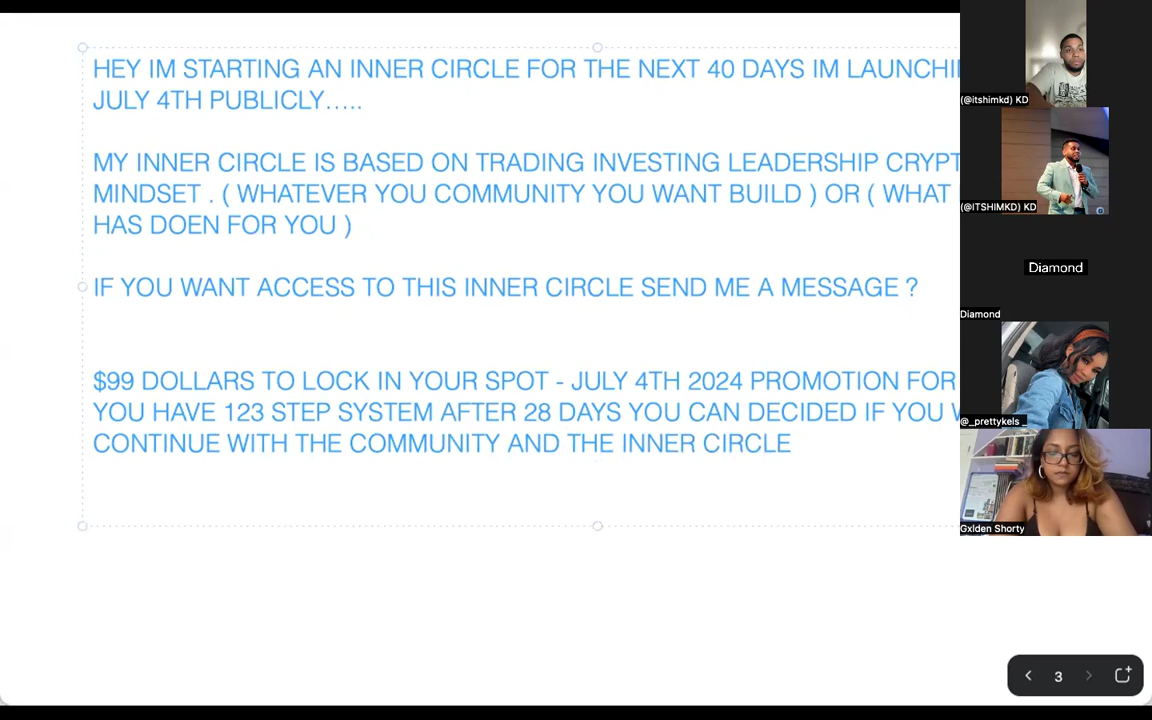 HEY IM STARTING AN INNER CIRCLE FOR THE NEXT 40 DAYS IM
JULY 4TH PUBLICLY…..
MY INNER CIRCLE IS BASED ON TRADING INVESTING LEADERSHIP
MINDSET . ( WHATEVER YOU COMMUNITY YOU WANT BUILD ) OR ( WHAT
HAS DOEN FOR YOU )
IF YOU WANT ACCESS TO THIS INNER CIRCLE SEND ME A MESSAGE ?
$99 DOLLARS TO LOCK IN YOUR SPOT - JULY 4TH 2024 PROMOTION FOR
YOU HAVE 123 STEP SYSTEM AFTER 28 DAYS YOU CAN DECIDED IF YOU
CONTINUE WITH THE COMMUNITY AND THE INNER CIRCLE
(@itshimkd) KD
(@ITSHIMKD) KD
Diamond
Diamond
@_prettykels_
Gxlden Shorty
3